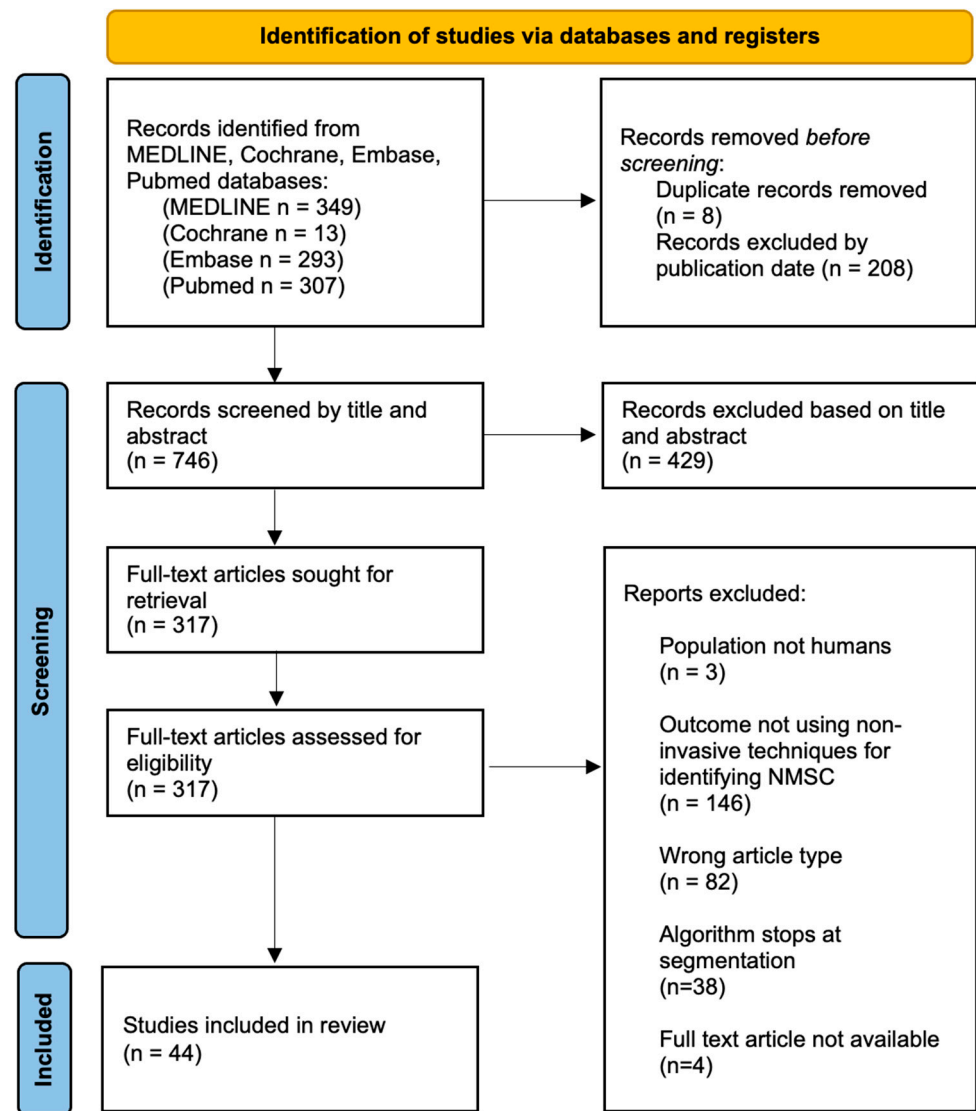 Identification of studies via databases and registers
Identification
Records identified from
MEDLINE, Cochrane, Embase,
Pubmed databases:
(MEDLINE n = 349)
(Cochrane n = 13)
(Embase n = 293)
(Pubmed n = 307)
Records removed before
screening:
Duplicate records removed
(n = 8)
Records excluded by
publication date (n = 208)
Screening
Records screened by title and
abstract
(n = 746)
Records excluded based on title
and abstract
(n = 429)
Full-text articles sought for
retrieval
(n = 317)
Full-text articles assessed for
eligibility
(n = 317)
Reports excluded:
Population not humans
(n = 3)
Outcome not using non-
invasive techniques for
identifying NMSC
(n = 146)
Wrong article type
(n = 82)
Algorithm stops at
segmentation
(n=38)
Full text article not available
(n=4)
Included
Studies included in review
(n = 44)